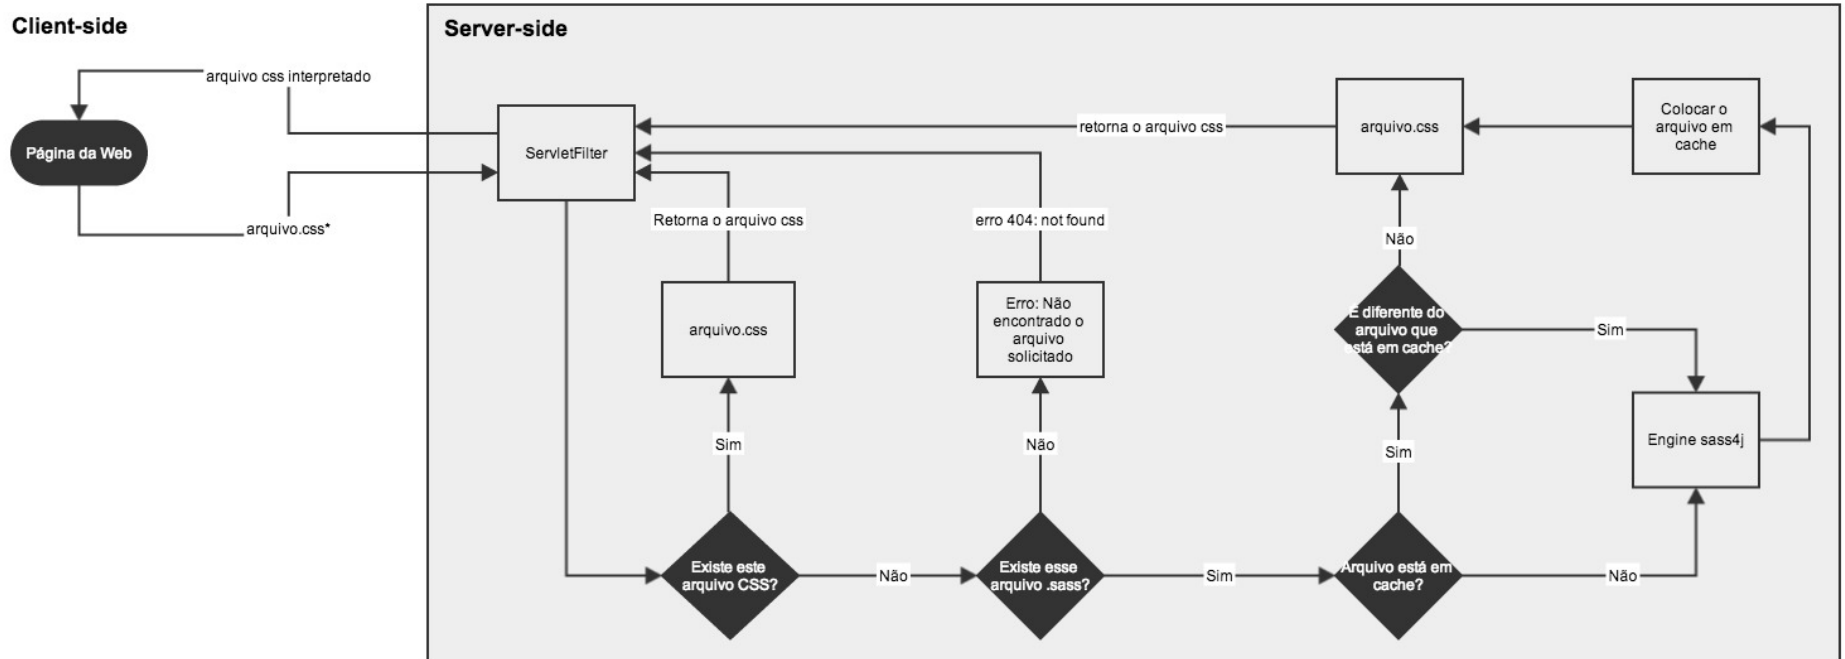 Client-side
Server-side
arquivo css interpretado
Página da Web
arquivo.css*
ServletFilter
retorna o arquivo css
arquivo.css
Colocar o
arquivo em
cache
Retorna o arquivo css
erro 404: not found
Não
arquivo.css
Erro: Não
encontrado o
arquivo
solicitado
É diferente do
arquivo que
está em cache?
Sim
Engine sass4j
Sim
Não
Sim
Existe este
arquivo CSS?
Não
Existe esse
arquivo .sass?
Sim
Arquivo está em
cache?
Não